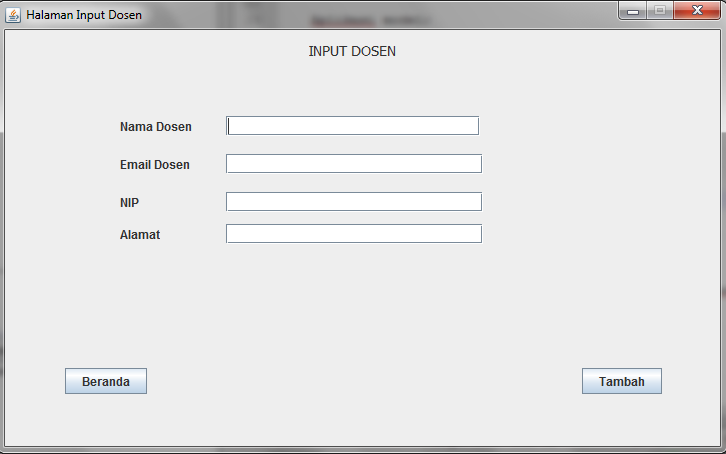 Halaman Input Dosen
INPUT DOSEN
Nama Dosen
Email Dosen
NIP
Alamat
Beranda
Tambah